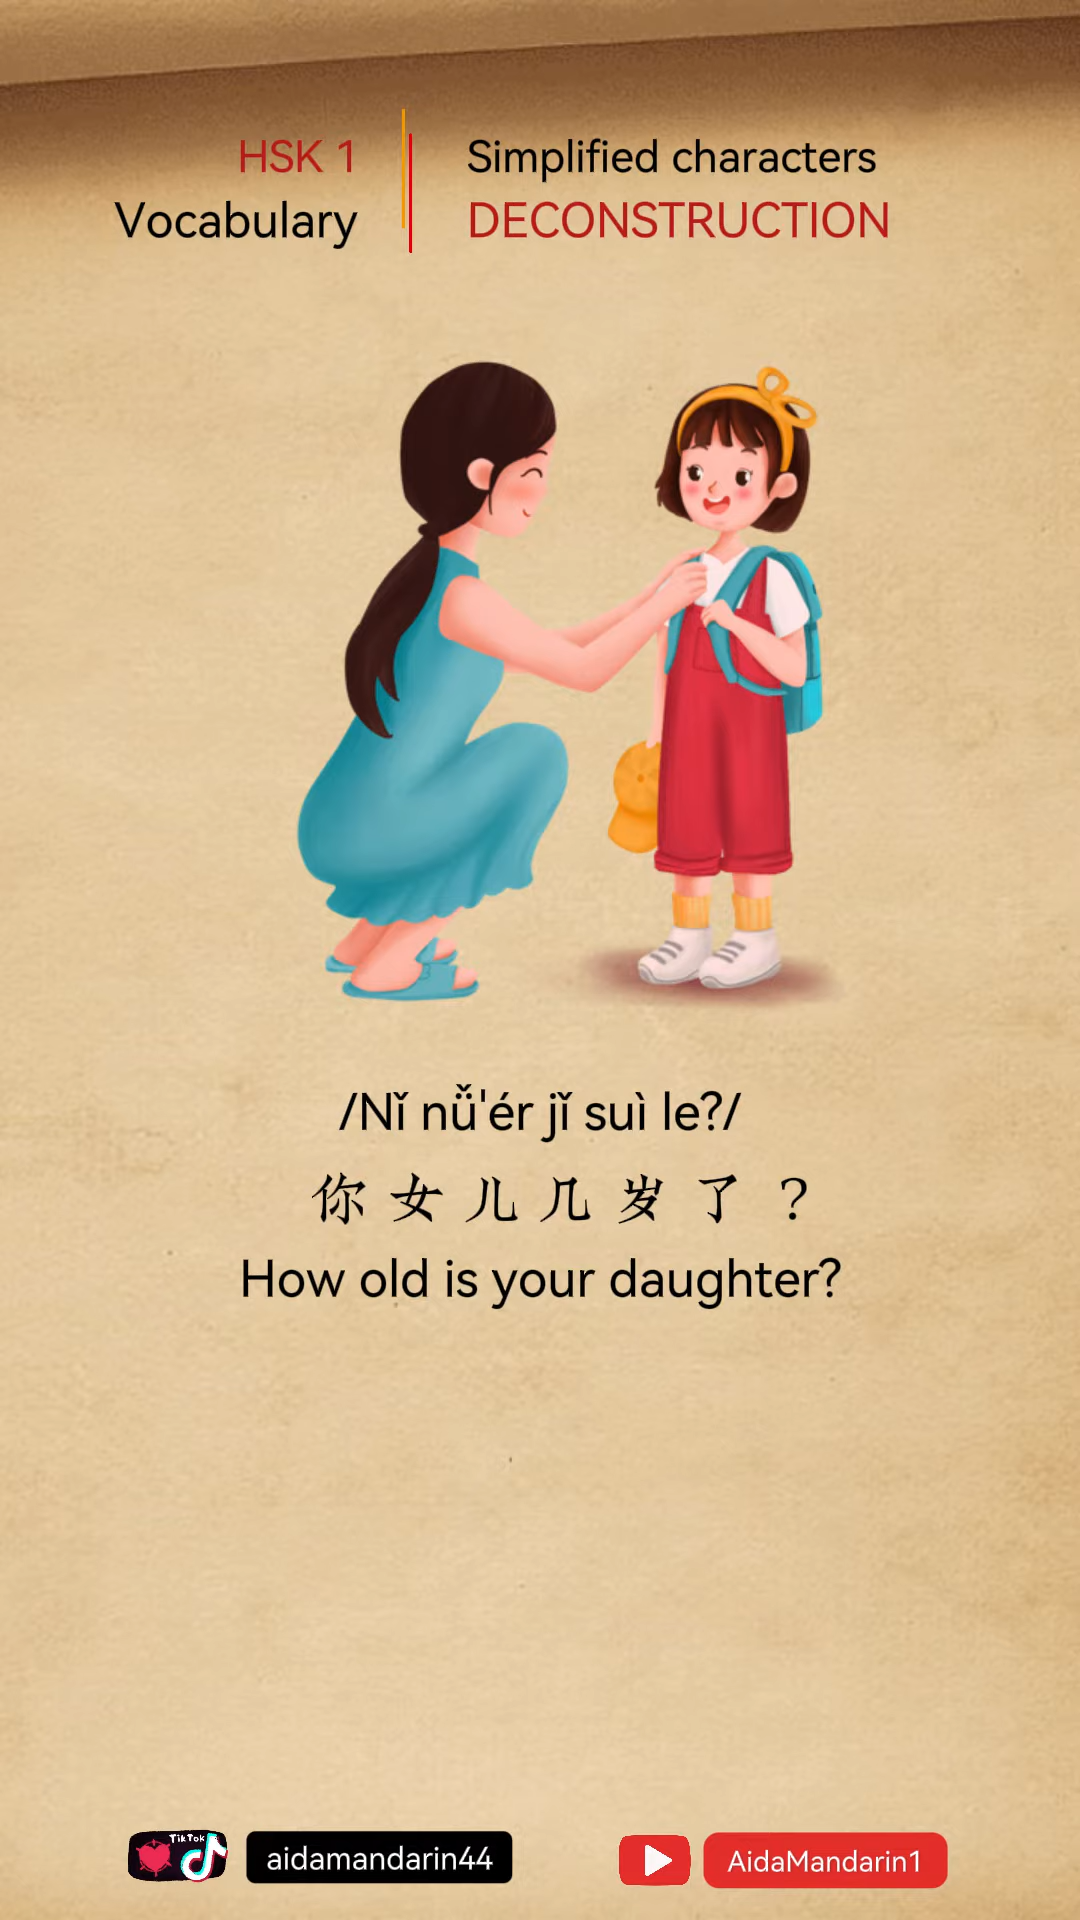 HSK 1
Vocabulary
Simplified characters
DECONSTRUCTION
/Nǐ nǚ'ér jǐ suì le?/
你女儿几岁了？
How old is your daughter?
TikTok
aidamandarin44
AidaMandarin1